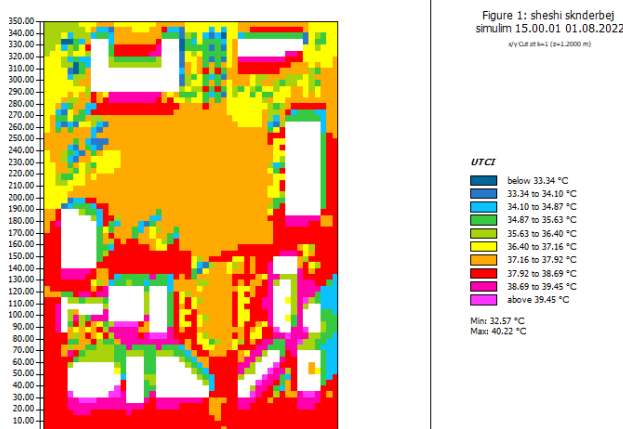 Figure 1: sheshi sknderbej
simulim 15.00.01 01.08.2022
x/y Cut at k=1 (z=1.2000 m)
350.00
340.00
330.00
320.00
310.00
300.00
290.00
280.00
270.00
260.00
250.00
240.00
230.00
220.00
210.00
200.00
190.00
180.00
170.00
160.00
150.00
140.00
130.00
120.00
110.00
100.00
90.00
80.00
70.00
60.00
50.00
40.00
30.00
20.00
10.00
UTCI
below 33.34 °C
33.34 to 34.10 °C
34.10 to 34.87 °C
34.87 to 35.63 °C
35.63 to 36.40 °C
36.40 to 37.16 °C
37.16 to 37.92 °C
37.92 to 38.69 °C
38.69 to 39.45 °C
above 39.45 °C
Min: 32.57 °C
Max: 40.22 °C